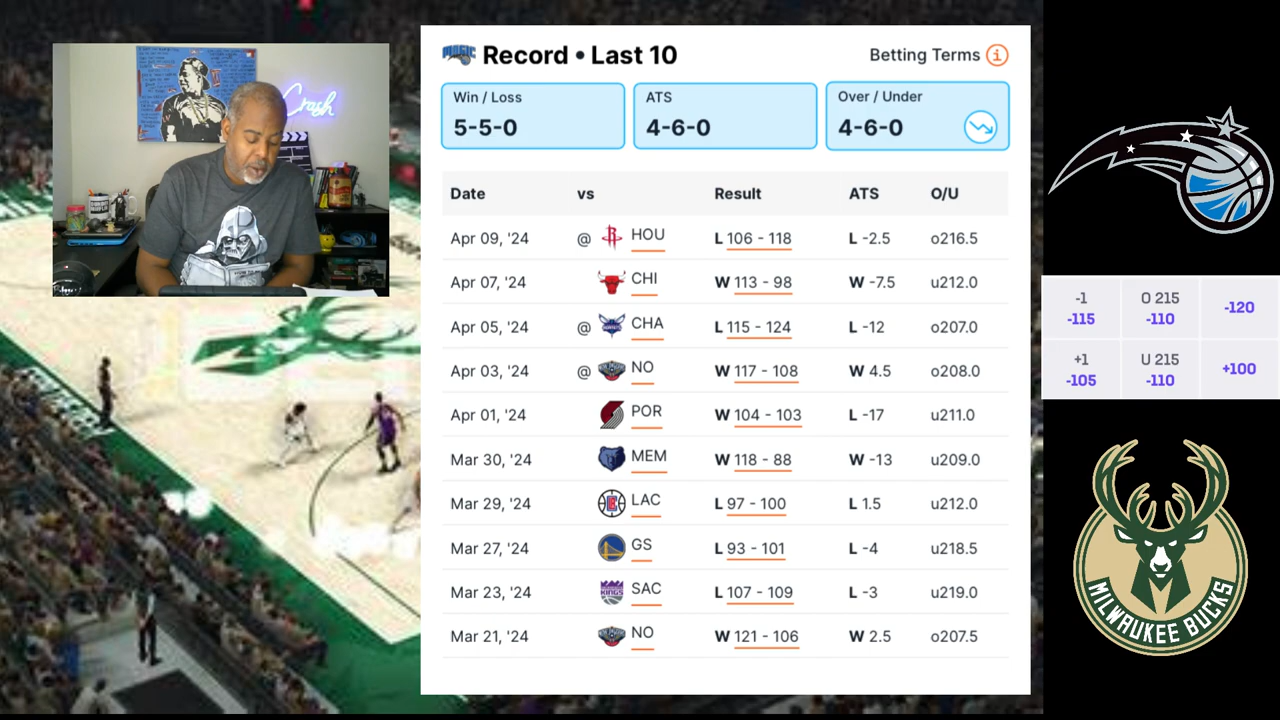 Crash
MAGIC Record • Last 10
Betting Terms i
Win / Loss
5-5-0
ATS
4-6-0
Over / Under
4-6-0
Date vs Result ATS O/U
Apr 09, '24 @ HOU L 106 - 118 L -2.5 o216.5
Apr 07, '24 CHI W 113 - 98 W -7.5 u212.0
Apr 05, '24 @ CHA L 115 - 124 L -12 o207.0
Apr 03, '24 @ NO W 117 - 108 W 4.5 o208.0
Apr 01, '24 POR W 104 - 103 L -17 u211.0
Mar 30, '24 MEM W 118 - 88 W -13 u209.0
Mar 29, '24 LAC L 97 - 100 L 1.5 u212.0
Mar 27, '24 GS L 93 - 101 L -4 u218.5
Mar 23, '24 KINGS SAC L 107 - 109 L -3 u219.0
Mar 21, '24 NO W 121 - 106 W 2.5 o207.5
-1 O 215 -120
-115 -110
+1 U 215 +100
-105 -110
MILWAUKEE BUCKS